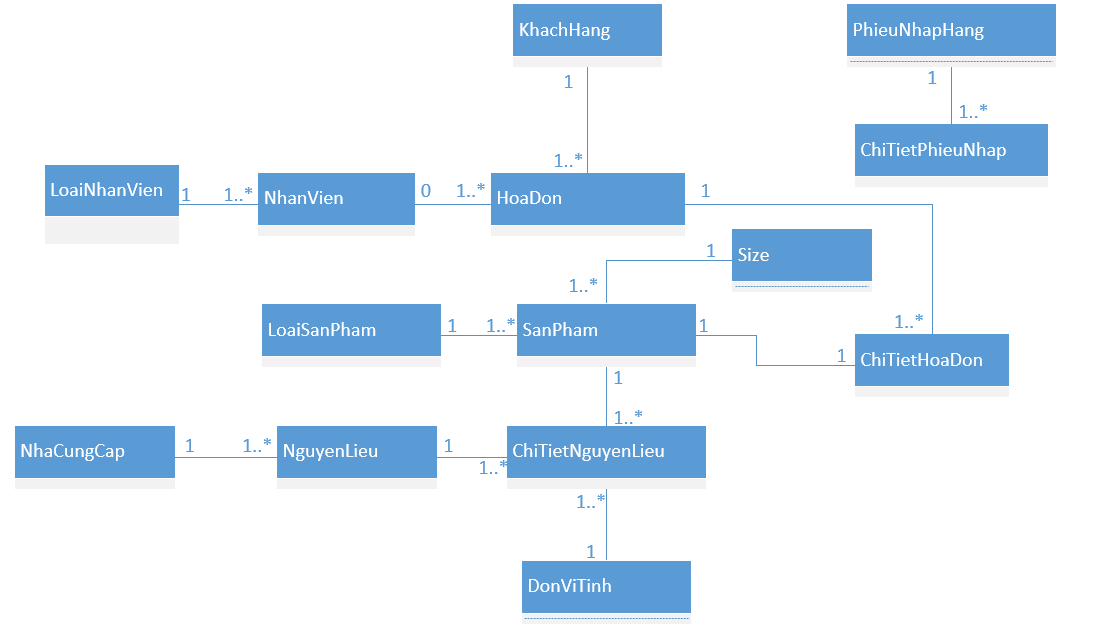 KhachHang
PhieuNhapHang
1
1
1..*
1..*
ChiTietPhieuNhap
LoaiNhanVien
1
1..*
NhanVien
0
1..*
HoaDon
1
1
Size
1..*
LoaiSanPham
1
1..*
SanPham
1
1..*
1
ChiTietHoaDon
1
1..*
NhaCungCap
1
1..*
NguyenLieu
1
1..*
ChiTietNguyenLieu
1..*
1
DonViTinh